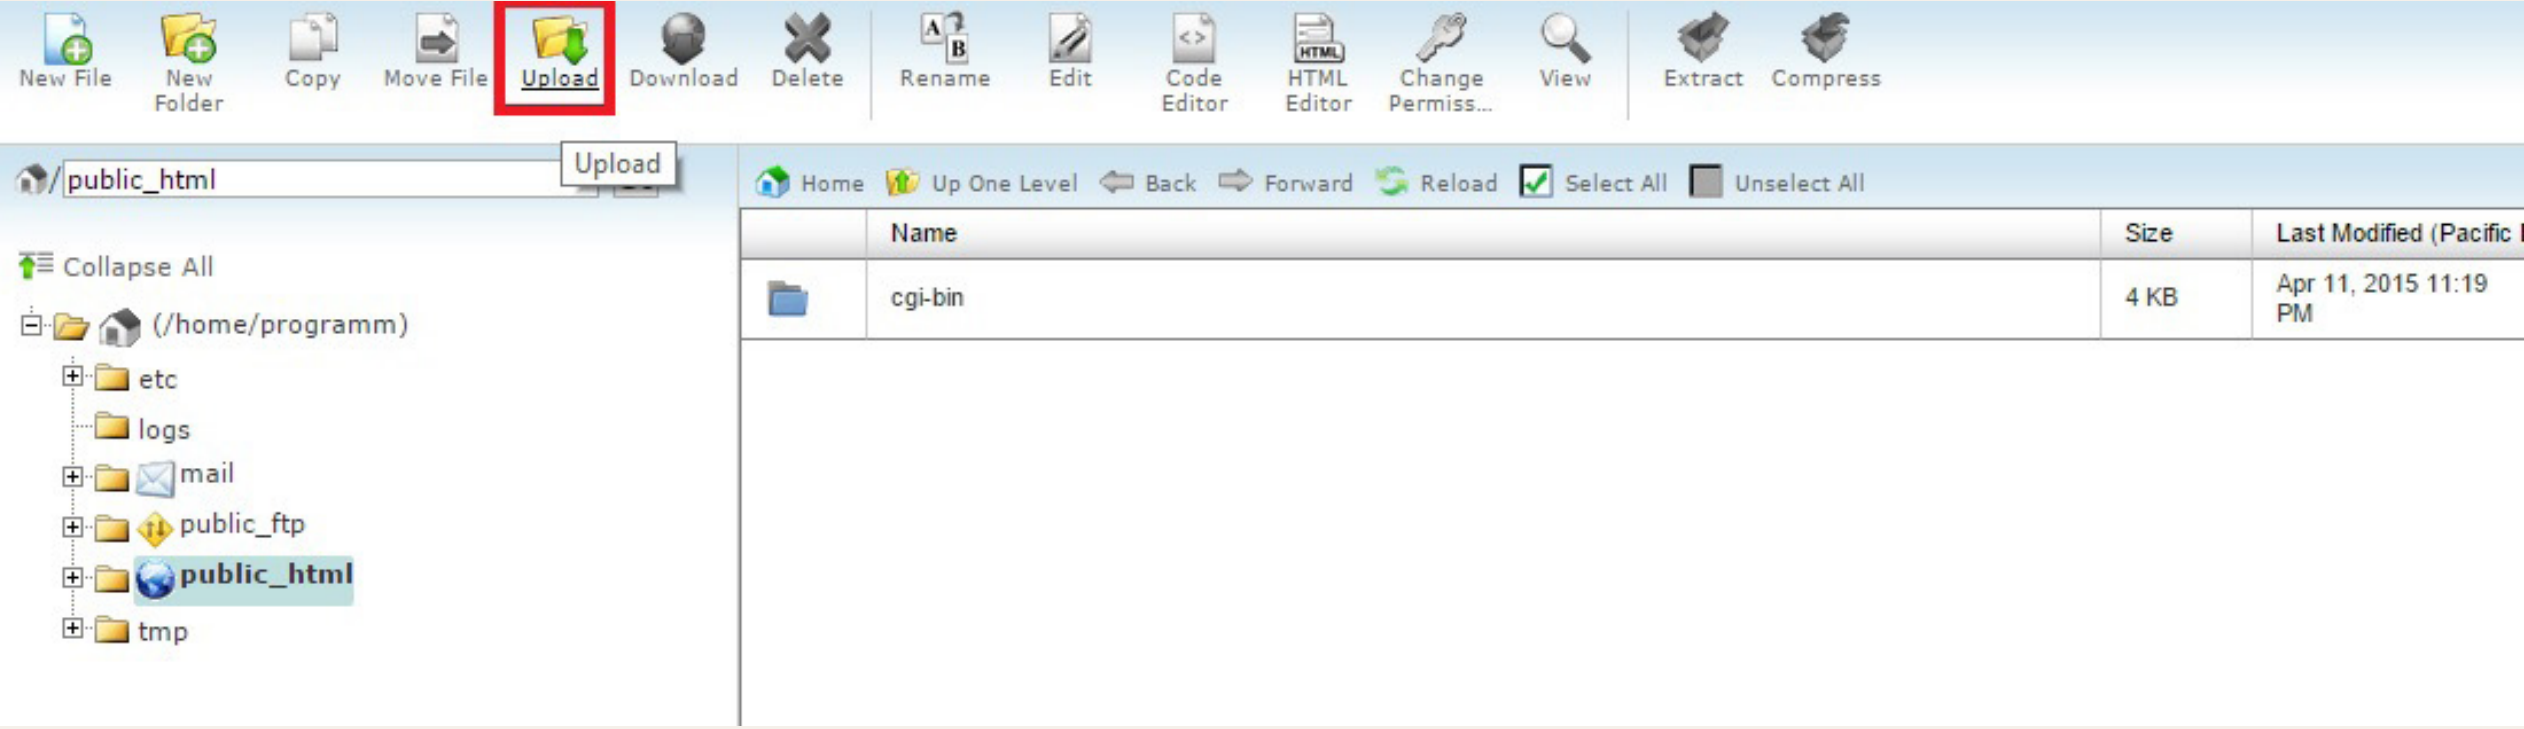 New File
New Folder
Copy
Move File
Upload
Download
Delete
A B
Rename
Edit
<>
Code Editor
HTML
HTML Editor
Change Permiss...
View
Extract
Compress
Upload
/ public_html
Home
Up One Level
Back
Forward
Reload
Select All
Unselect All
Collapse All
(/home/programm)
etc
logs
mail
public_ftp
public_html
tmp
Name
Size
Last Modified (Pacific
cgi-bin
4 KB
Apr 11, 2015 11:19
PM